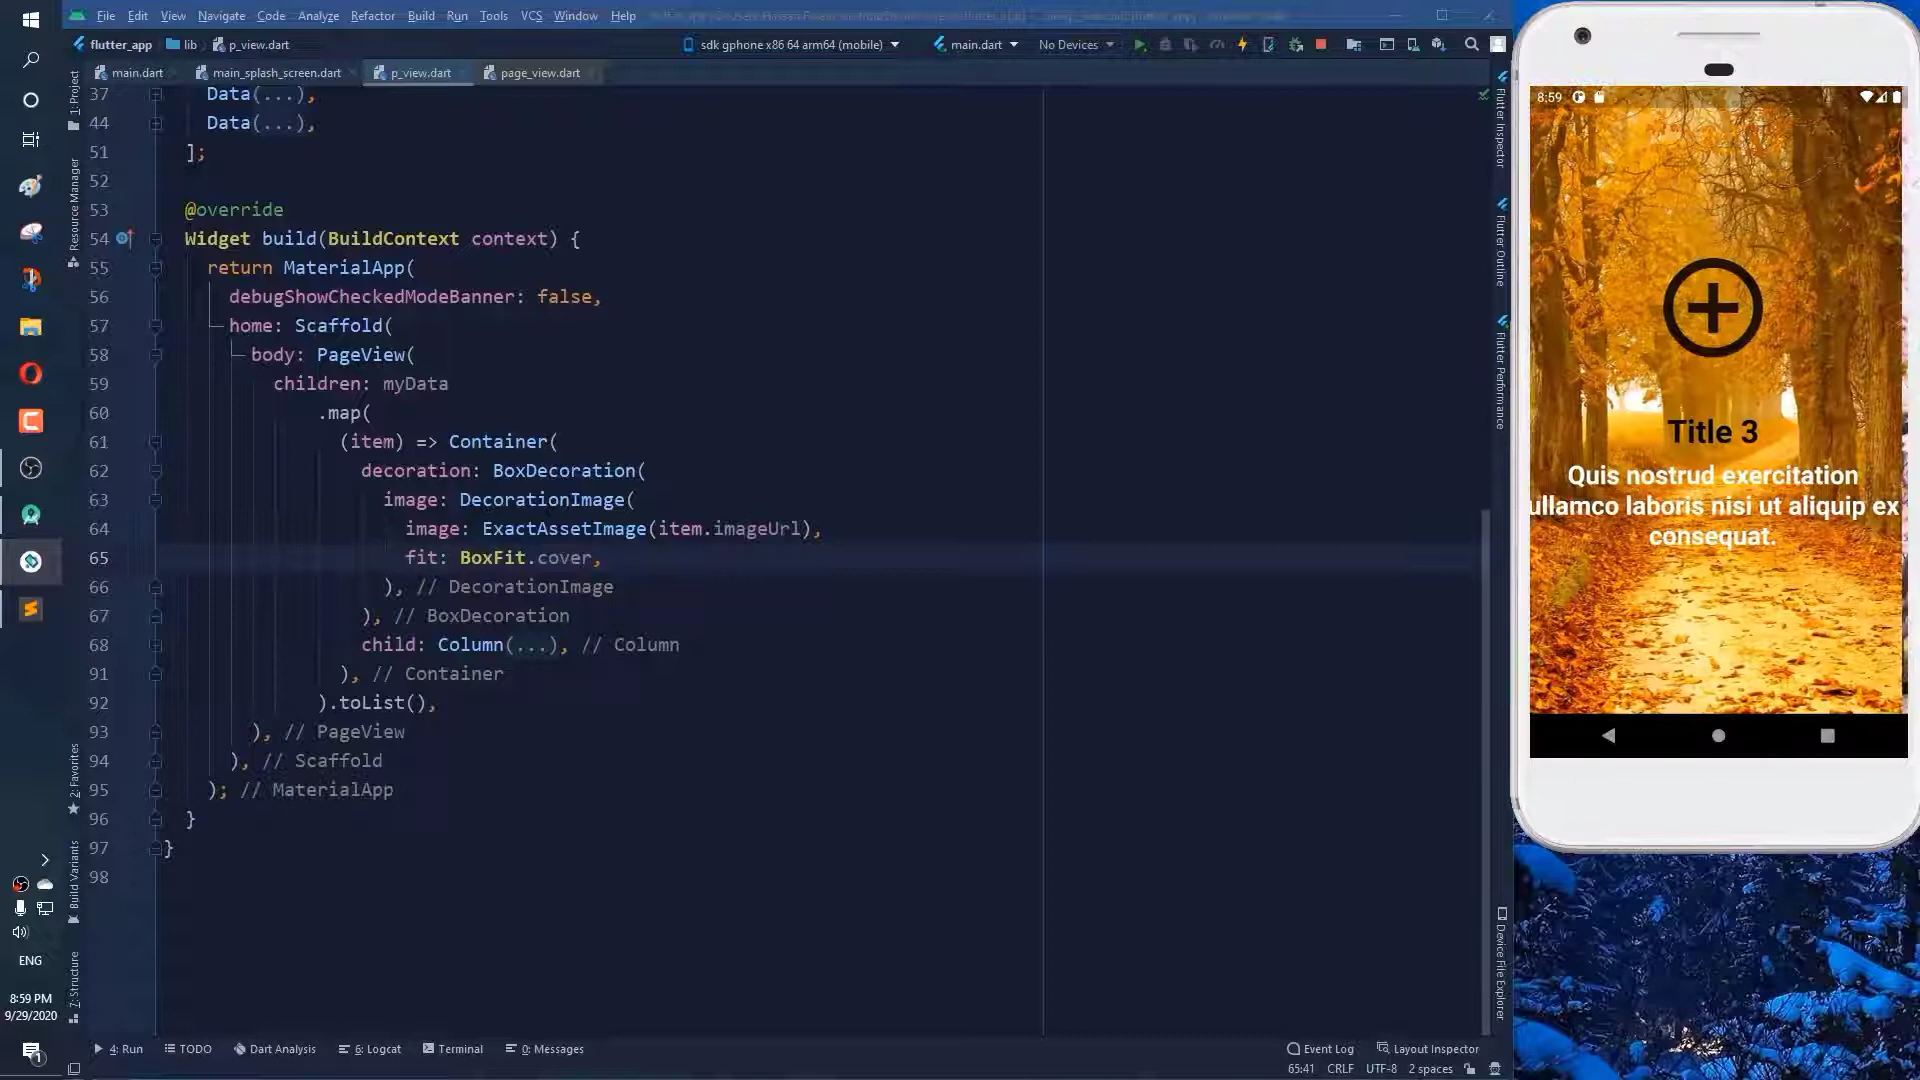 File Edit View Navigate Code Analyze Refactor Build Run Tools VCS Window Help
flutter_app lib p_view.dart
sdk gphone x86 64 arm64 (mobile) main.dart No Devices
main.dart main_splash_screen.dart p_view.dart page_view.dart
1: Project
Resource Manager
2: Favorites
Build Variants
7: Structure
37 Data(...),
44 Data(...),
51 ];
52
53 @override
54 Widget build(BuildContext context) {
55 return MaterialApp(
56 debugShowCheckedModeBanner: false,
57 home: Scaffold(
58 body: PageView(
59 children: myData
60 .map(
61 (item) => Container(
62 decoration: BoxDecoration(
63 image: DecorationImage(
64 image: ExactAssetImage(item.imageUrl),
65 fit: BoxFit.cover,
66 ), // DecorationImage
67 ), // BoxDecoration
68 child: Column(...), // Column
91 ), // Container
92 ).toList(),
93 ), // PageView
94 ), // Scaffold
95 ); // MaterialApp
96 }
97 }
98
Flutter Inspector
Flutter Outline
Flutter Performance
Device File Explorer
8:59
Title 3
Quis nostrud exercitation
ullamco laboris nisi ut aliquip ex
consequat.
ENG
8:59 PM
9/29/2020
1
4: Run TODO Dart Analysis 6: Logcat Terminal 0: Messages
Event Log Layout Inspector
65:41 CRLF UTF-8 2 spaces